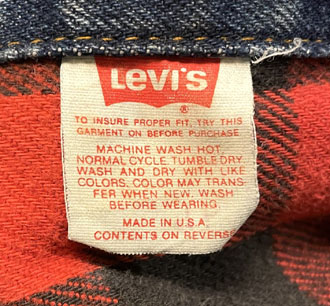 Levi's
®
TO INSURE PROPER FIT, TRY THIS
GARMENT ON BEFORE PURCHASE
MACHINE WASH HOT,
NORMAL CYCLE. TUMBLE DRY.
WASH AND DRY WITH LIKE
COLORS. COLOR MAY TRANS-
FER WHEN NEW. WASH
BEFORE WEARING.
MADE IN U.S.A.
CONTENTS ON REVERSE